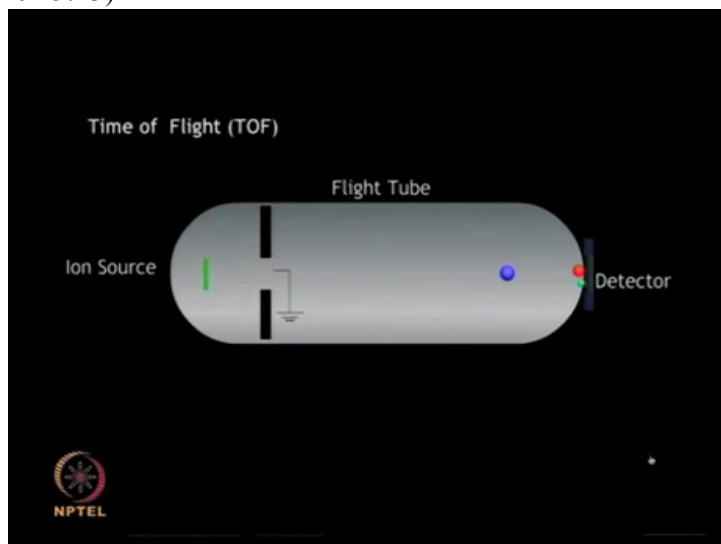 Time of Flight (TOF)
Flight Tube
Ion Source
Detector
NPTEL